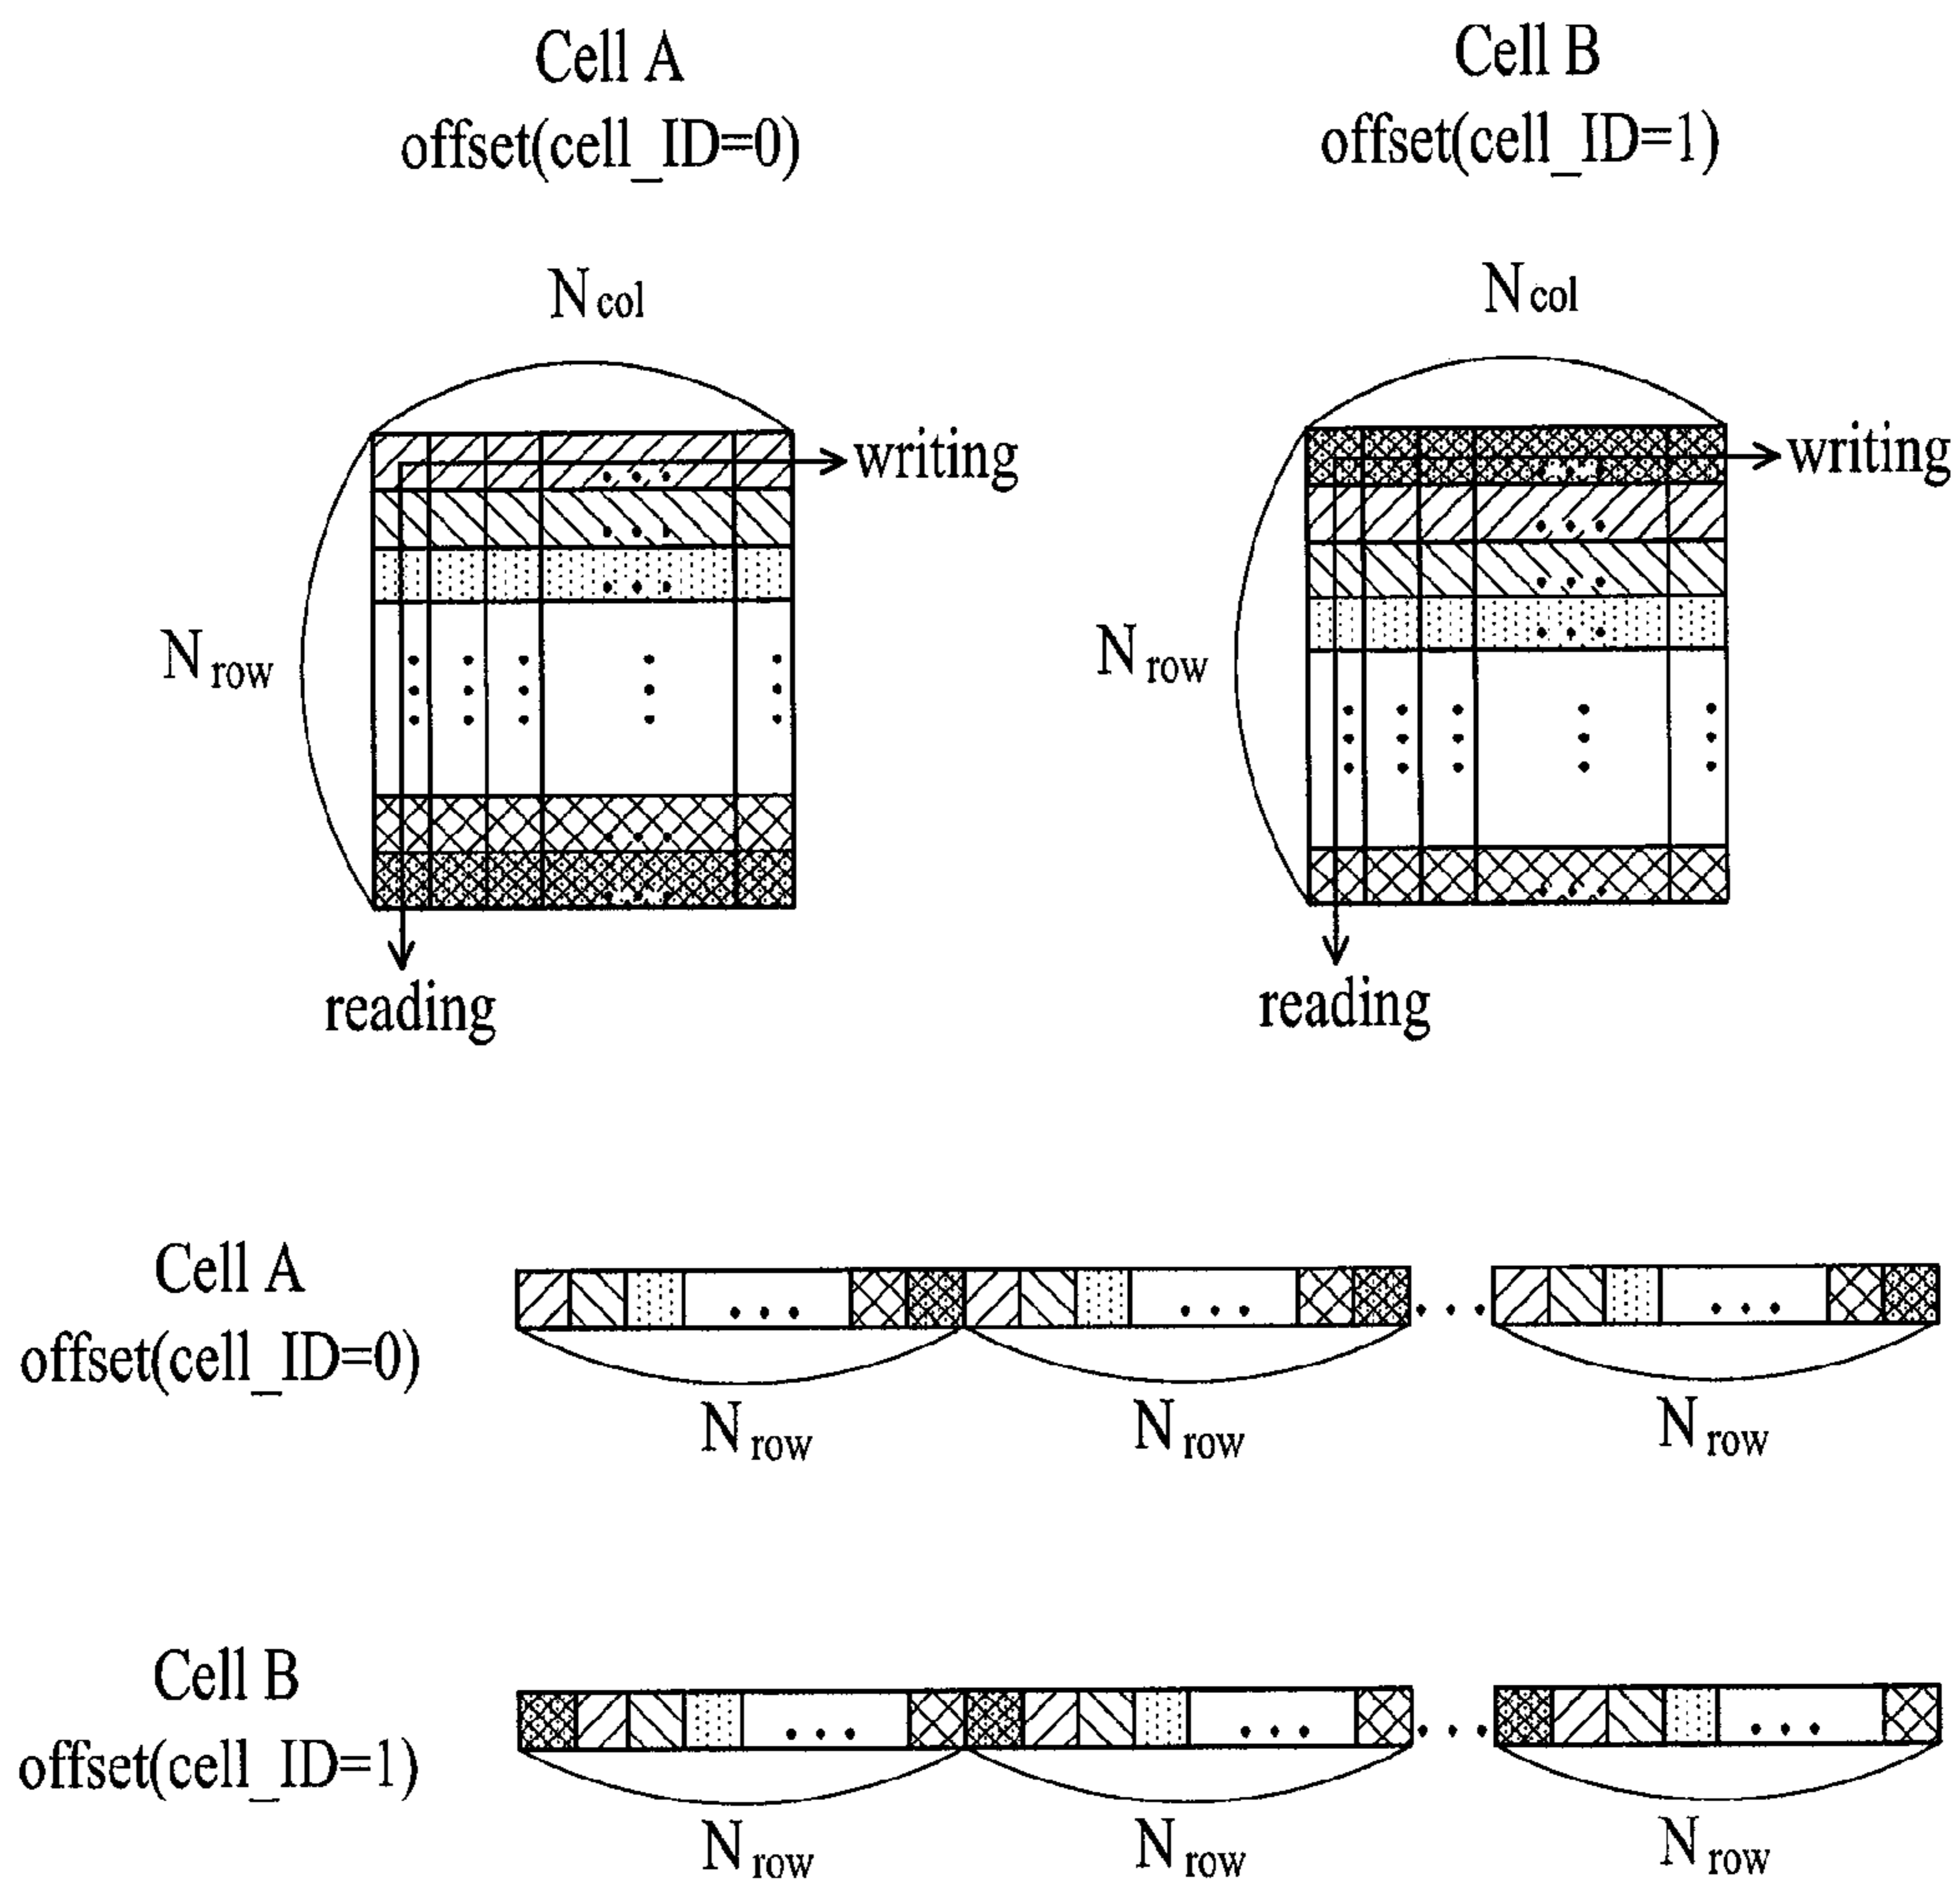 Cell A
offset(cell_ID=0)
Cell B
offset(cell_ID=1)
Ncol
Ncol
writing
writing
Nrow
Nrow
reading
reading
Cell A
offset(cell_ID=0)
Nrow
Nrow
Nrow
Cell B
offset(cell_ID=1)
Nrow
Nrow
Nrow